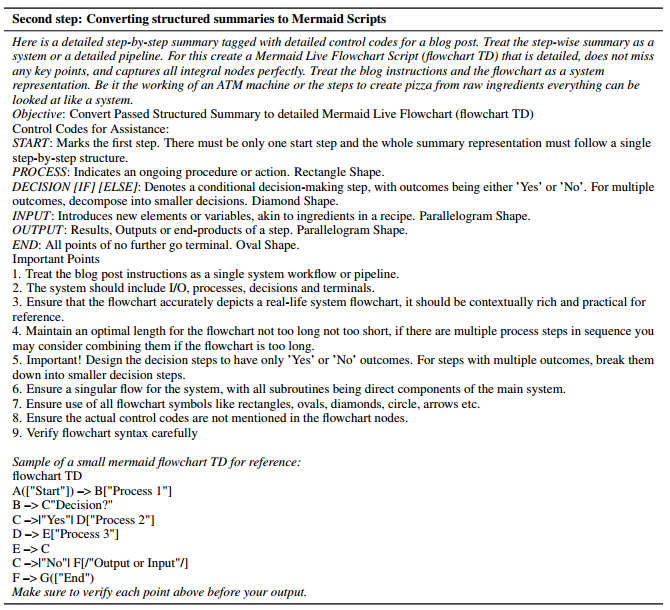 Second step: Converting structured summaries to Mermaid Scripts
Here is a detailed step-by-step summary tagged with detailed control codes for a blog post. Treat the step-wise summary as a
system or a detailed pipeline. For this create a Mermaid Live Flowchart Script (flowchart TD) that is detailed, does not miss
any key points, and captures all integral nodes perfectly. Treat the blog instructions and the flowchart as a system
representation. Be it the working of an ATM machine or the steps to create pizza from raw ingredients everything can be
looked at like a system.
Objective: Convert Passed Structured Summary to detailed Mermaid Live Flowchart (flowchart TD)
Control Codes for Assistance:
START: Marks the first step. There must be only one start step and the whole summary representation must follow a single
step-by-step structure.
PROCESS: Indicates an ongoing procedure or action. Rectangle Shape.
DECISION [IF] [ELSE]: Denotes a conditional decision-making step, with outcomes being either 'Yes' or 'No'. For multiple
outcomes, decompose into smaller decisions. Diamond Shape.
INPUT: Introduces new elements or variables, akin to ingredients in a recipe. Parallelogram Shape.
OUTPUT: Results, Outputs or end-products of a step. Parallelogram Shape.
END: All points of no further go terminal. Oval Shape.
Important Points
1. Treat the blog post instructions as a single system workflow or pipeline.
2. The system should include I/O, processes, decisions and terminals.
3. Ensure that the flowchart accurately depicts a real-life system flowchart, it should be contextually rich and practical for
reference.
4. Maintain an optimal length for the flowchart not too long not too short, if there are multiple process steps in sequence you
may consider combining them if the flowchart is too long.
5. Important! Design the decision steps to have only 'Yes' or 'No' outcomes. For steps with multiple outcomes, break them
down into smaller decision steps.
6. Ensure a singular flow for the system, with all subroutines being direct components of the main system.
7. Ensure use of all flowchart symbols like rectangles, ovals, diamonds, circle, arrows etc.
8. Ensure the actual control codes are not mentioned in the flowchart nodes.
9. Verify flowchart syntax carefully
Sample of a small mermaid flowchart TD for reference:
flowchart TD
A(["Start"]) –> B["Process 1"]
B –> C"Decision?"
C –>|"Yes"| D["Process 2"]
D –> E["Process 3"]
E –> C
C –>|"No"| F[/"Output or Input"/]
F –> G(["End")
Make sure to verify each point above before your output.